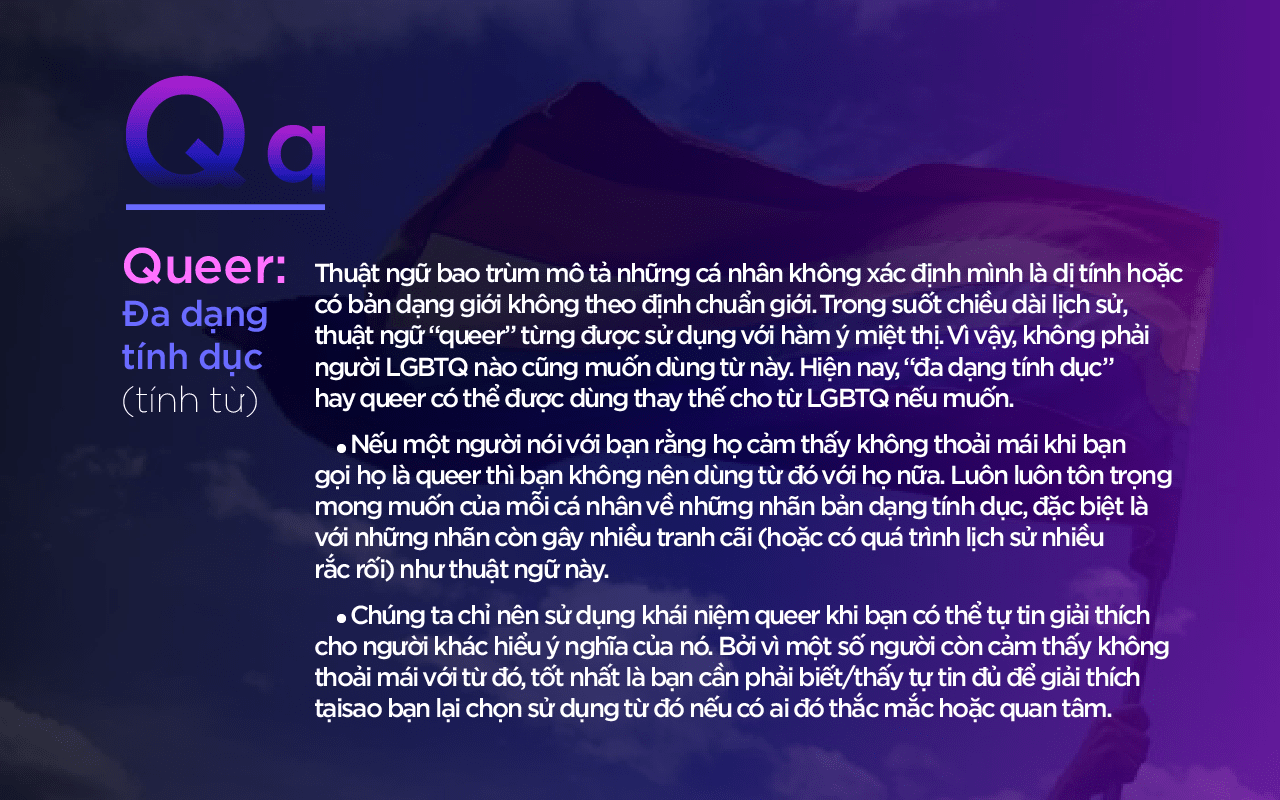 Qq
Queer:
Đa dạng
tính dục
(tính từ)
Thuật ngữ bao trùm mô tả những cá nhân không xác định mình là dị tính hoặc
có bản dạng giới không theo định chuẩn giới. Trong suốt chiều dài lịch sử,
thuật ngữ “queer” từng được sử dụng với hàm ý miệt thị. Vì vậy, không phải
người LGBTQ nào cũng muốn dùng từ này. Hiện nay, “đa dạng tính dục”
hay queer có thể được dùng thay thế cho từ LGBTQ nếu muốn.
• Nếu một người nói với bạn rằng họ cảm thấy không thoải mái khi bạn
gọi họ là queer thì bạn không nên dùng từ đó với họ nữa. Luôn luôn tôn trọng
mong muốn của mỗi cá nhân về những nhãn bản dạng tính dục, đặc biệt là
với những nhãn còn gây nhiều tranh cãi (hoặc có quá trình lịch sử nhiều
rắc rối) như thuật ngữ này.
• Chúng ta chỉ nên sử dụng khái niệm queer khi bạn có thể tự tin giải thích
cho người khác hiểu ý nghĩa của nó. Bởi vì một số người còn cảm thấy không
thoải mái với từ đó, tốt nhất là bạn cần phải biết/thấy tự tin đủ để giải thích
tạisao bạn lại chọn sử dụng từ đó nếu có ai đó thắc mắc hoặc quan tâm.